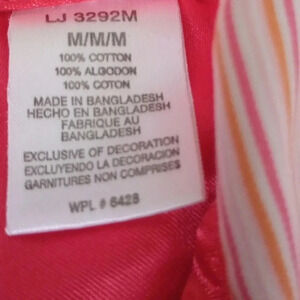 LJ 3292M
M/M/M
100% COTTON
100% ALGODON
100% COTON
MADE IN BANGLADESH
HECHO EN BANGLADESH
FABRIQUE AU
BANGLADESH
EXCLUSIVE OF DECORATION
EXCLUYENDO LA DECORACION
GARNITURES NON COMPRISES
WPL # 6428